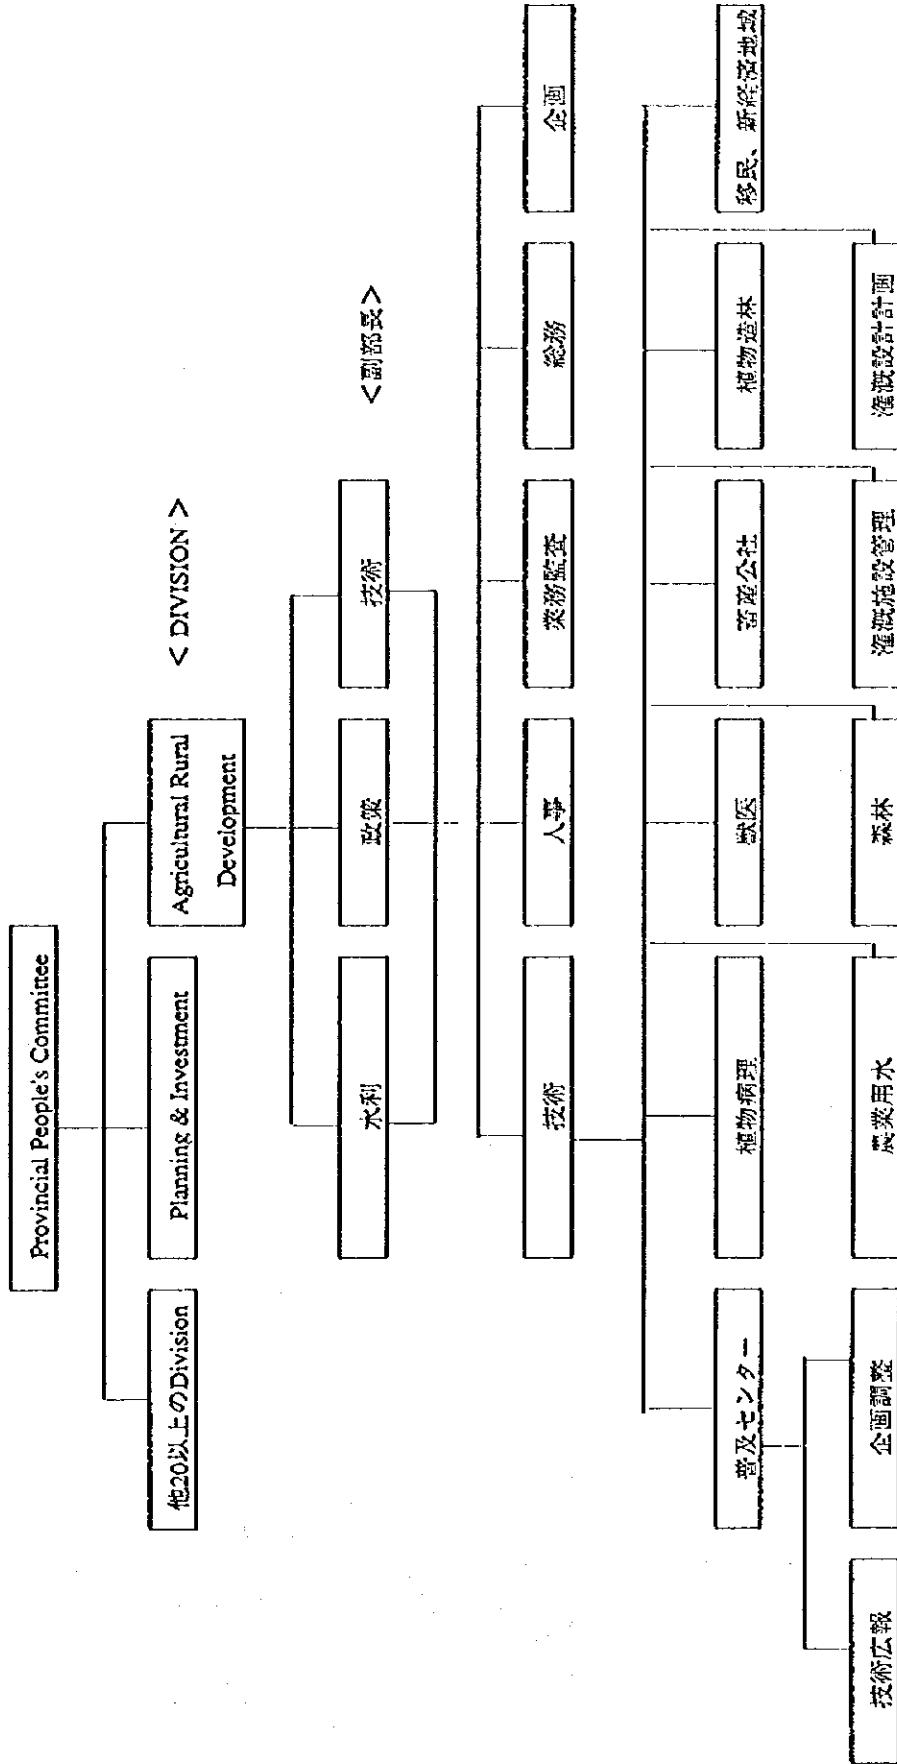 Provincial People's Committee
他20以上のDivision
Planning & Investment
Agricultural Rural
Development
< DIVISION >
水利
政策
技術
<副部長>
技術
人事
業務監査
総務
企画
普及センター
植物病理
獣医
畜産公社
植物造林
移民、新経済地域
技術広報
企画調整
農業用水
森林
灌漑施設管理
灌漑設計計画